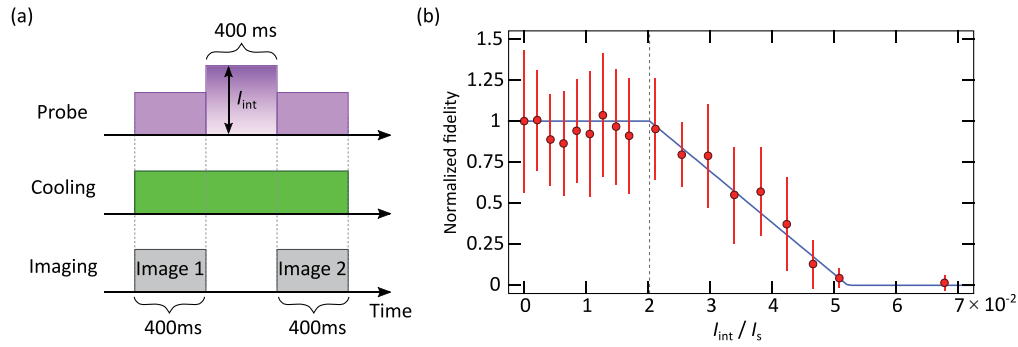 (a)
400 ms
I_int
Probe
Cooling
Imaging
Image 1
Image 2
Time
400ms
400ms
(b)
Normalized fidelity
1.5
1.25
1
0.75
0.5
0.25
0
0 1 2 3 4 5 6 7 × 10⁻²
I_int / I_s